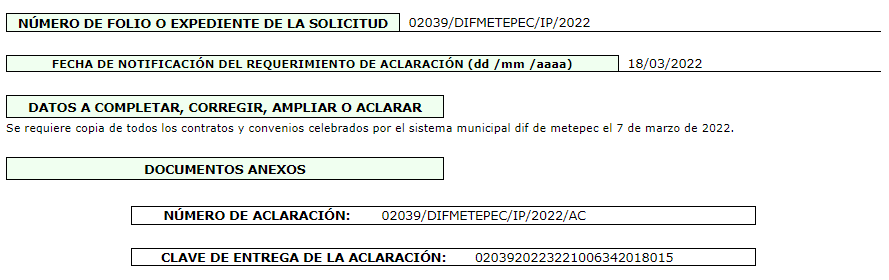 NÚMERO DE FOLIO O EXPEDIENTE DE LA SOLICITUD 02039/DIFMETEPEC/IP/2022
FECHA DE NOTIFICACIÓN DEL REQUERIMIENTO DE ACLARACIÓN (dd /mm /aaaa) 18/03/2022
DATOS A COMPLETAR, CORREGIR, AMPLIAR O ACLARAR
Se requiere copia de todos los contratos y convenios celebrados por el sistema municipal dif de metepec el 7 de marzo de 2022.
DOCUMENTOS ANEXOS
NÚMERO DE ACLARACIÓN: 02039/DIFMETEPEC/IP/2022/AC
CLAVE DE ENTREGA DE LA ACLARACIÓN: 0203920223221006342018015